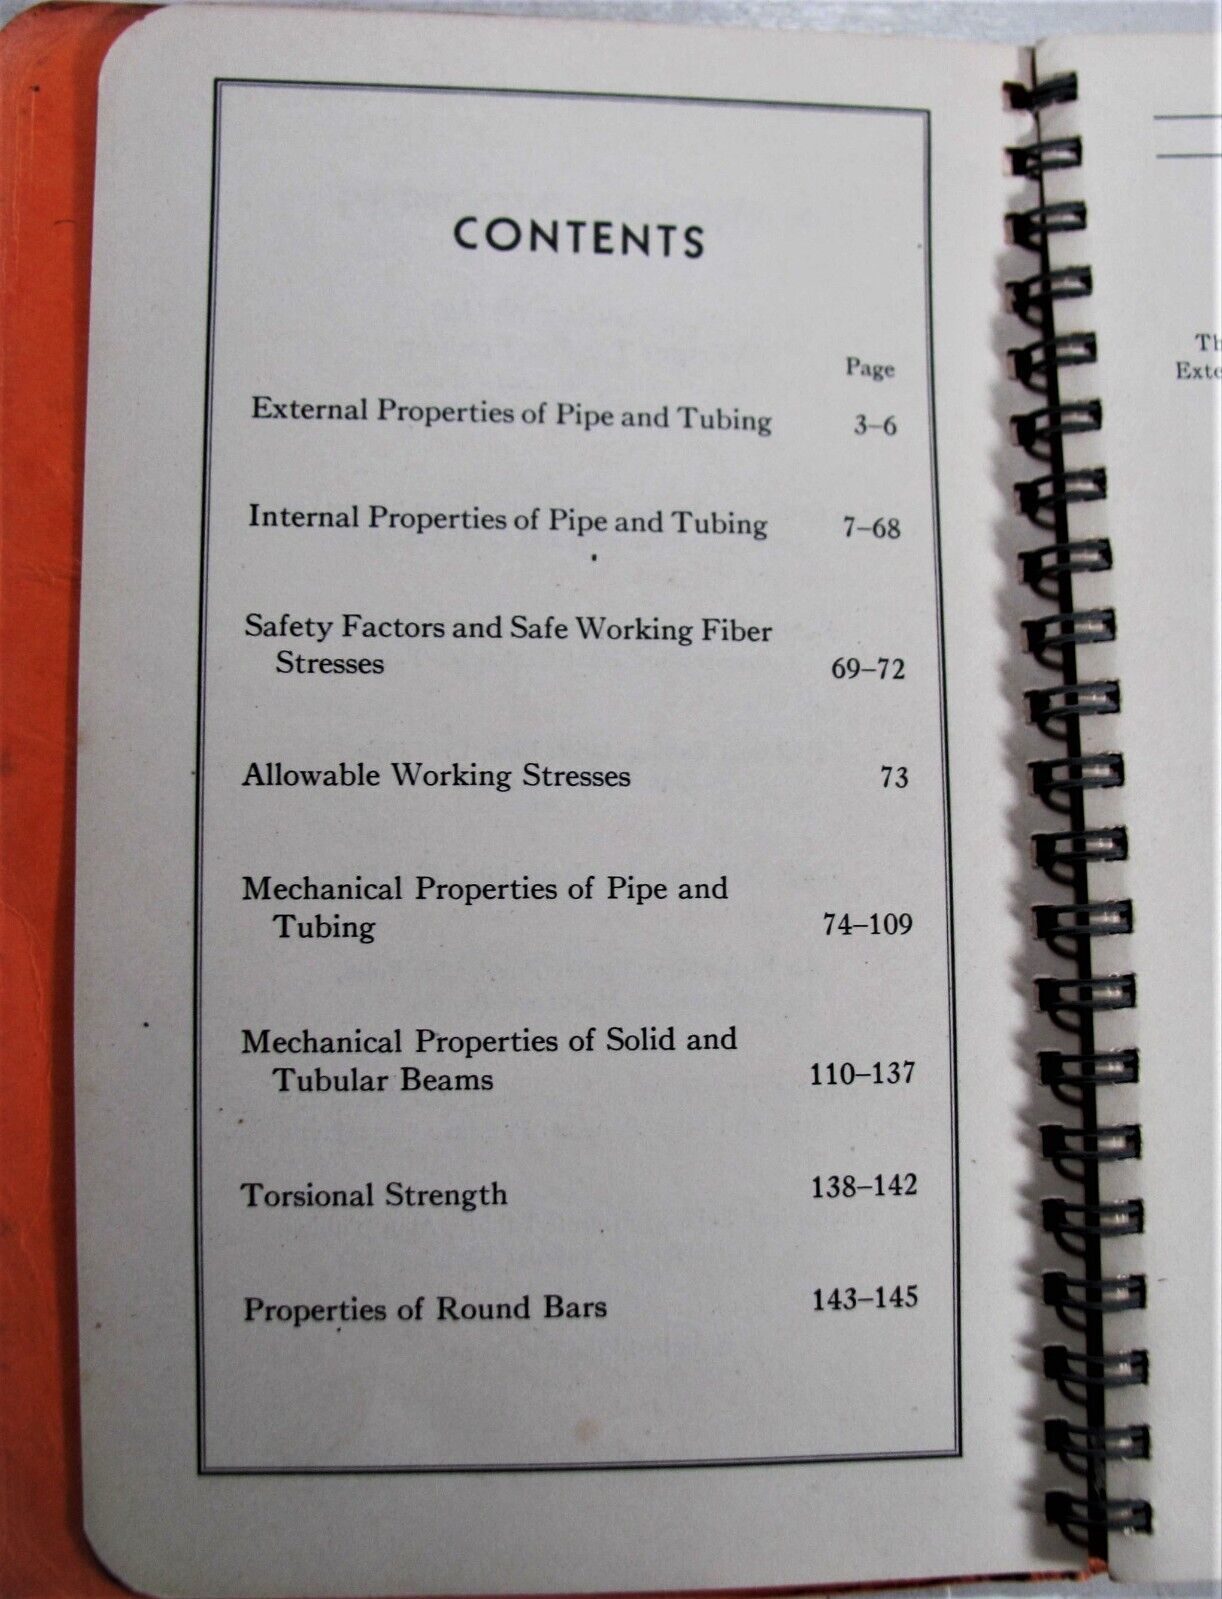 CONTENTS
Page
External Properties of Pipe and Tubing 3–6
Internal Properties of Pipe and Tubing 7–68
Safety Factors and Safe Working Fiber
Stresses 69–72
Allowable Working Stresses 73
Mechanical Properties of Pipe and
Tubing 74–109
Mechanical Properties of Solid and
Tubular Beams 110–137
Torsional Strength 138–142
Properties of Round Bars 143–145